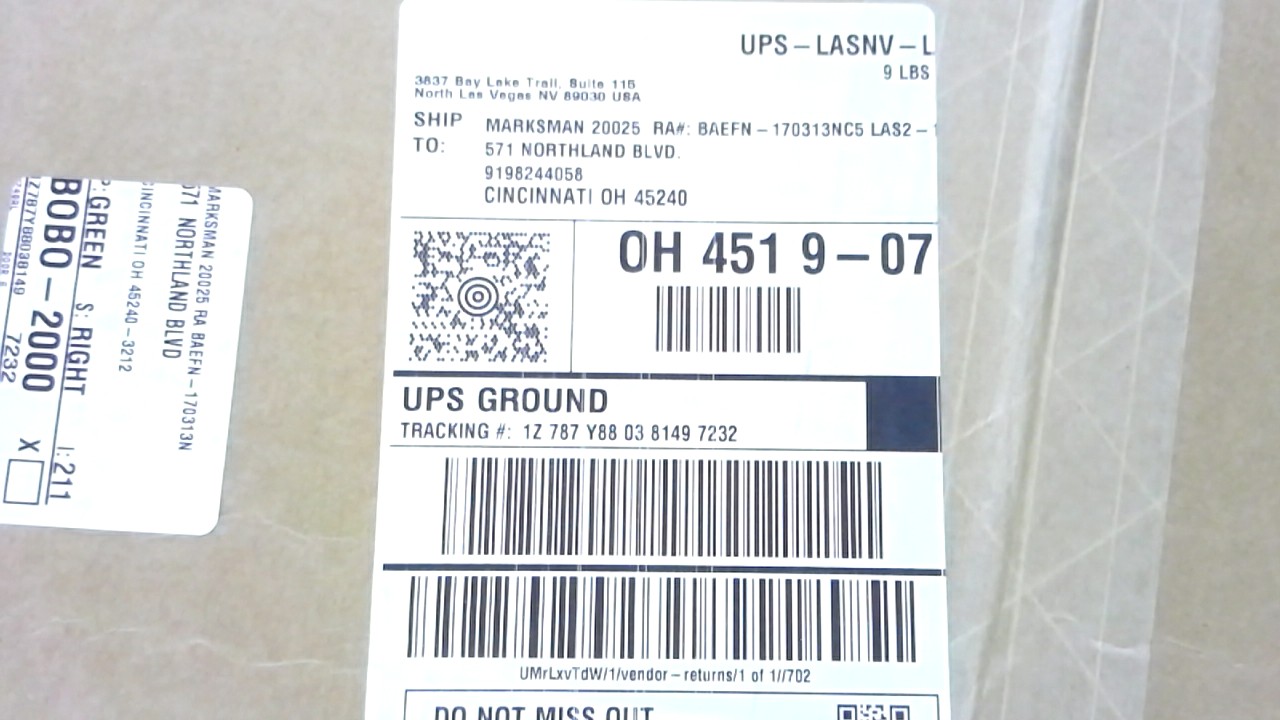 UPS – LASNV – L
9 LBS
3837 Bay Lake Trail, Suite 115
North Las Vegas NV 89030 USA
SHIP TO:
MARKSMAN 20025 RA#: BAEFN – 170313NC5 LAS2 –
571 NORTHLAND BLVD.
9198244058
CINCINNATI OH 45240
OH 451 9 – 07
UPS GROUND
TRACKING #: 1Z 787 Y88 03 8149 7232
UMrLxvTdW/1/vendor – returns/1 of 1//702
DO NOT MISS OUT
MARKSMAN 20025 RA BAEFN – 170313N
571 NORTHLAND BLVD
CINCINNATI OH 45240 – 3212
P: GREEN S: RIGHT I: 211
BOBO – 2000
X
1Z787Y88038149 7232